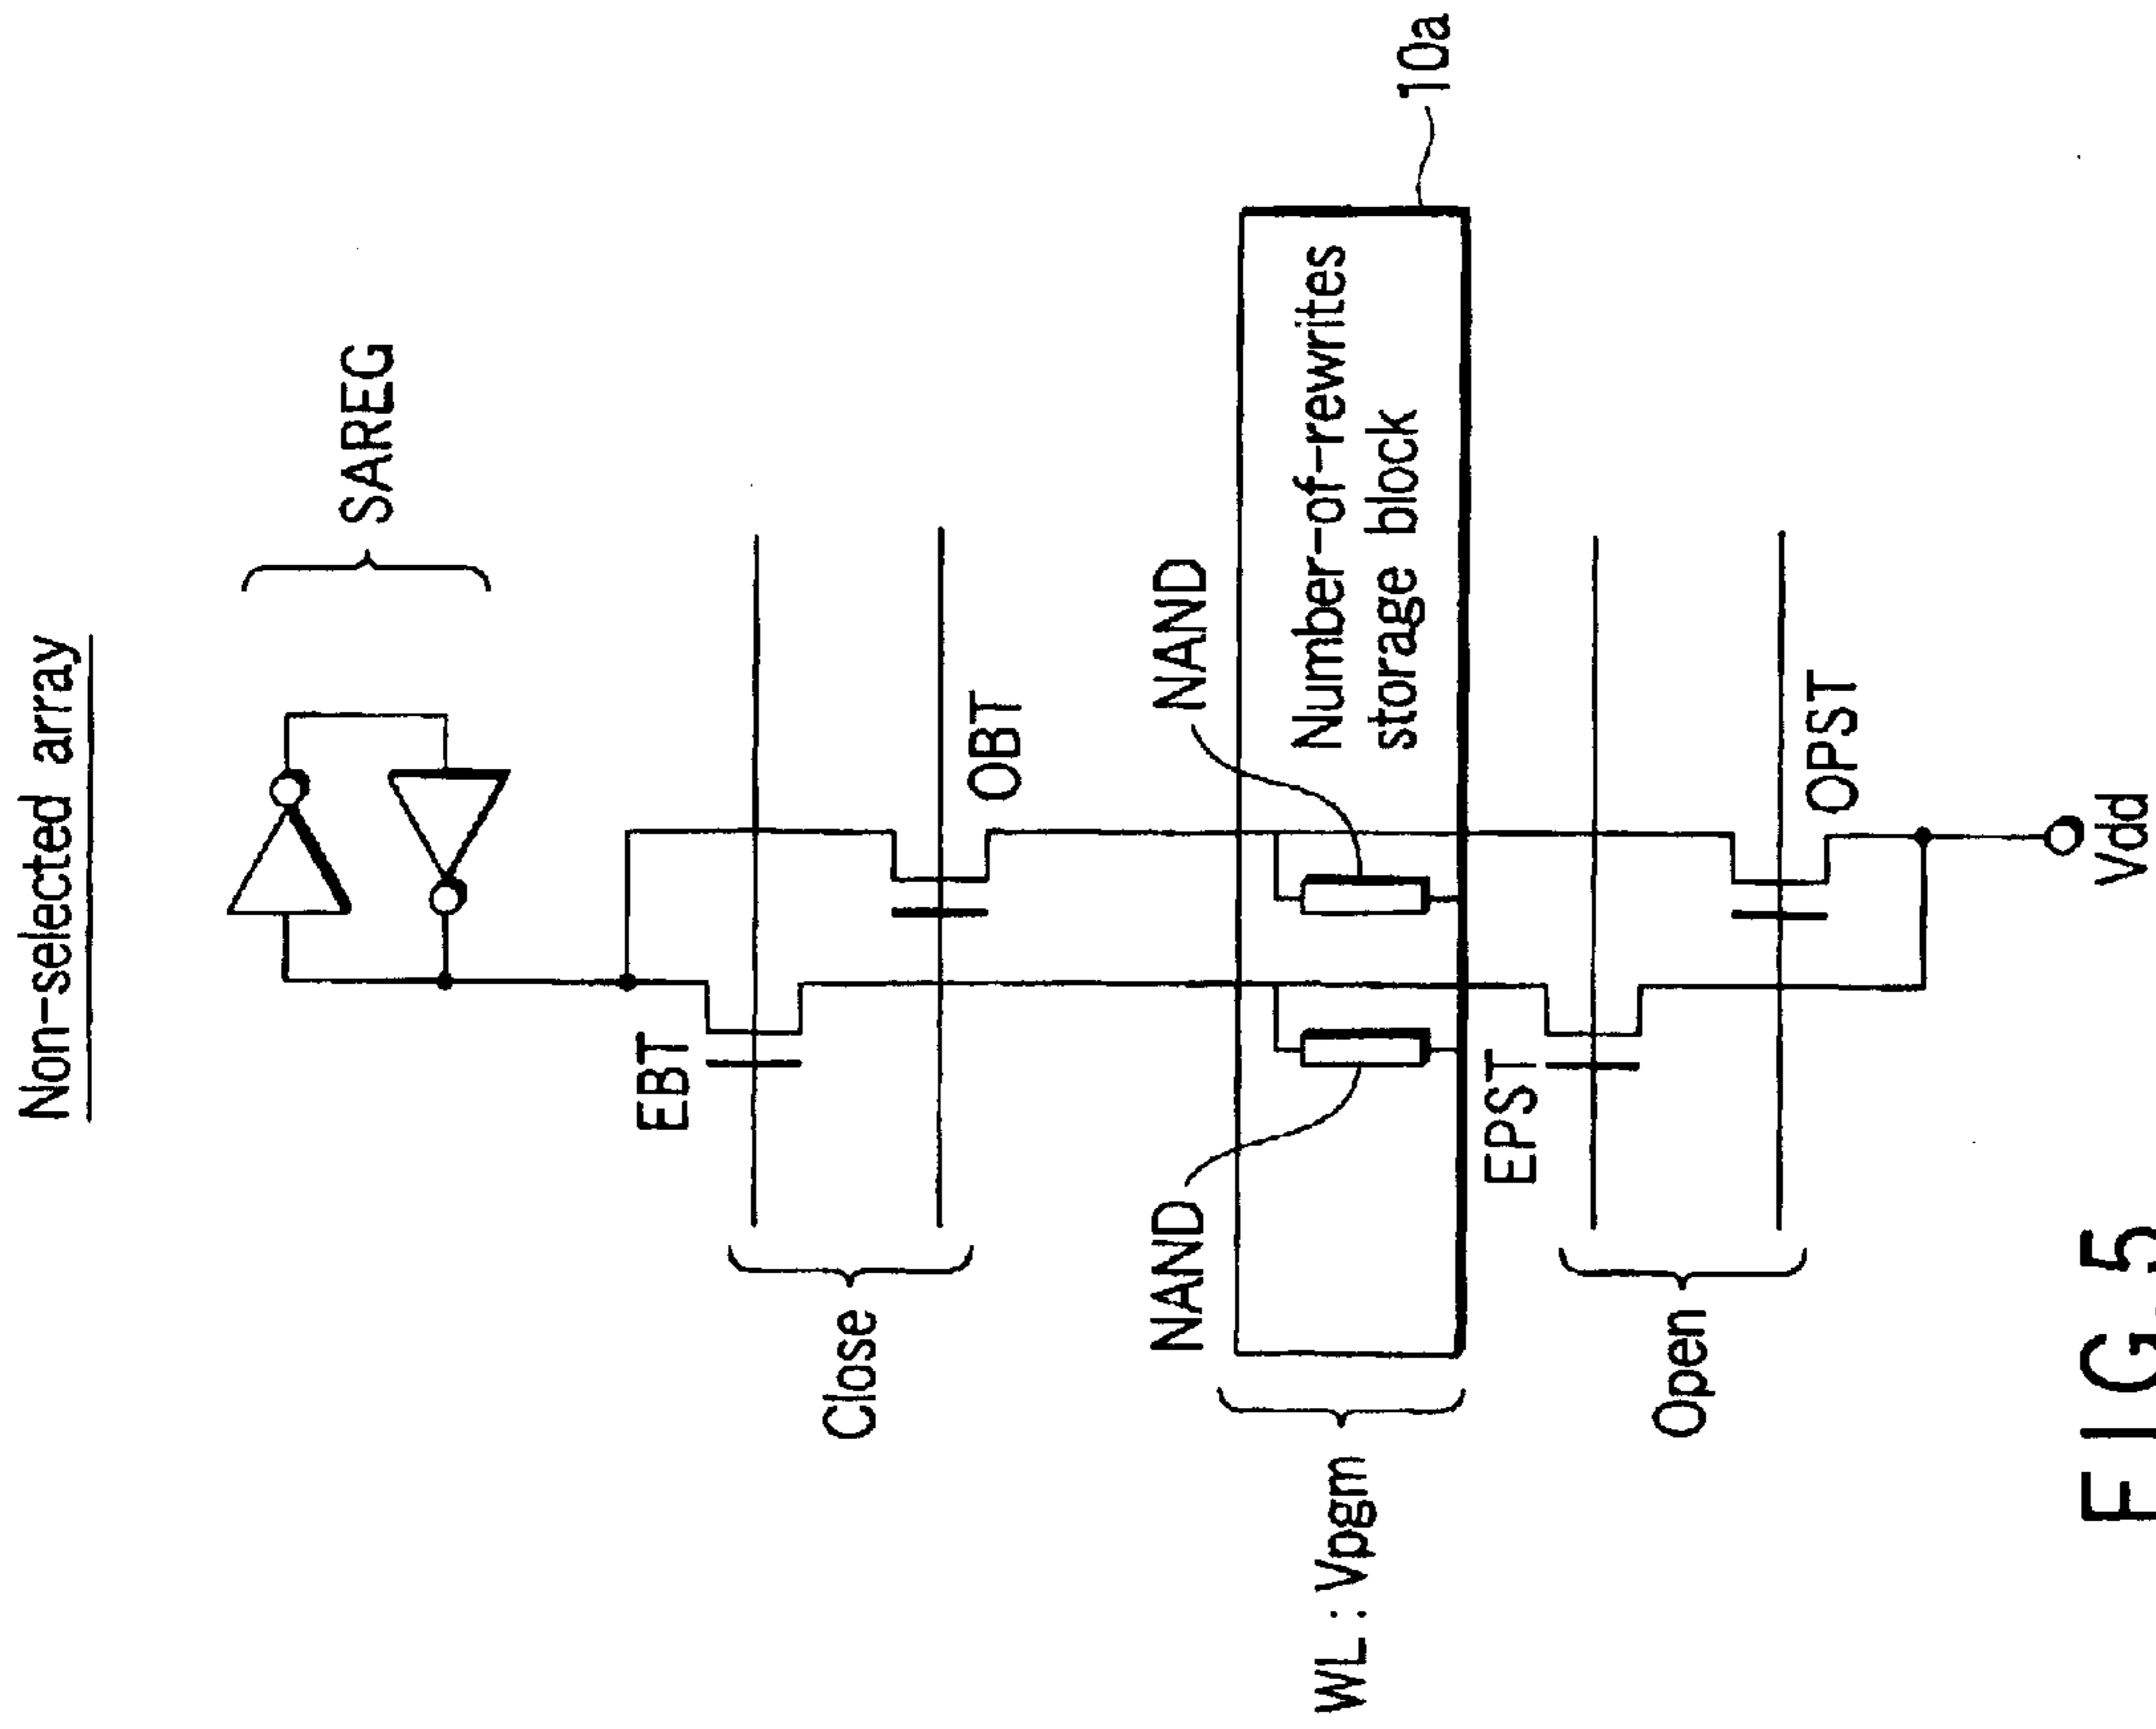 Non-selected array
SAREG
EBT
OBT
Close
NAND
NAND
Number-of-rewrites
storage block
10a
WL : Vpgm
EPST
OPST
Open
Vdd
FIG.5